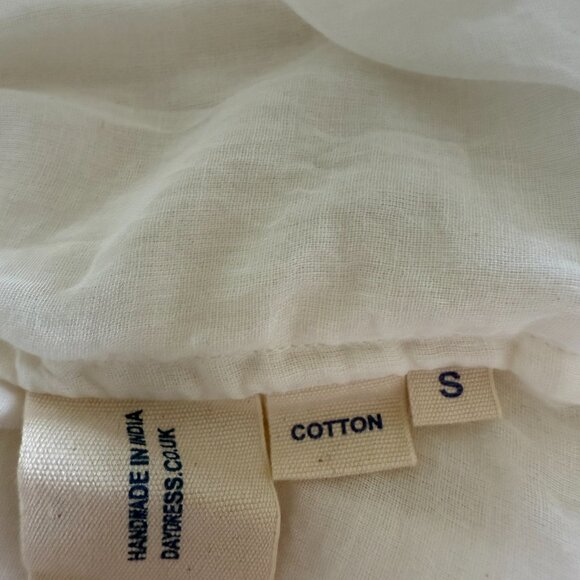 HANDMADE IN INDIA
DAYDRESS.CO.UK
COTTON
S